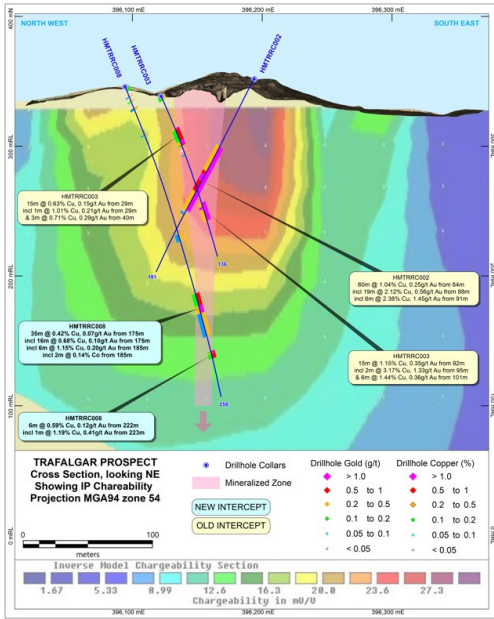 396,100 mE
396,200 mE
396,300 mE
NORTH WEST
SOUTH EAST
HMTRRC008
HMTRRC003
HMTRRC002
300 mRL
300 mRL
HMTRRC003
15m @ 0.63% Cu, 0.15g/t Au from 29m
incl 1m @ 1.01% Cu, 0.21g/t Au from 29m
& 3m @ 0.71% Cu, 0.29g/t Au from 40m
181
136
HMTRRC002
60m @ 1.04% Cu, 0.25g/t Au from 84m
incl 19m @ 2.12% Cu, 0.56g/t Au from 88m
incl 6m @ 2.38% Cu, 1.45g/t Au from 91m
200 mRL
200 mRL
HMTRRC008
35m @ 0.42% Cu, 0.07g/t Au from 175m
incl 16m @ 0.68% Cu, 0.10g/t Au from 175m
incl 6m @ 1.15% Cu, 0.20g/t Au from 185m
incl 2m @ 0.14% Co from 185m
HMTRRC003
15m @ 1.15% Cu, 0.35g/t Au from 92m
incl 2m @ 3.17% Cu, 1.33g/t Au from 95m
& 6m @ 1.44% Cu, 0.36g/t Au from 101m
250
100 mRL
HMTRRC008
6m @ 0.59% Cu, 0.12g/t Au from 222m
incl 1m @ 1.19% Cu, 0.41g/t Au from 223m
TRAFALGAR PROSPECT
Cross Section, looking NE
Showing IP Chareability
Projection MGA94 zone 54
Drillhole Collars
Mineralized Zone
NEW INTERCEPT
OLD INTERCEPT
Drillhole Gold (g/t)
> 1.0
0.5 to 1
0.2 to 0.5
0.1 to 0.2
0.05 to 0.1
< 0.05
Drillhole Copper (%)
> 1.0
0.5 to 1
0.2 to 0.5
0.1 to 0.2
0.05 to 0.1
< 0.05
0 mRL
0 mRL
0
100
meters
Inverse Model Chargeability Section
1.67 5.33 8.99 12.6 16.3 20.0 23.6 27.3
Chargeability in mV/V
396,100 mE
396,200 mE
396,300 mE